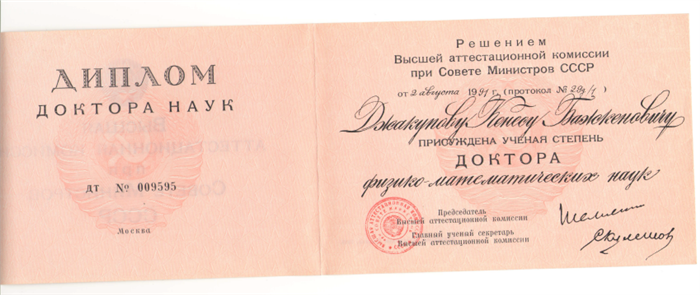 ДИПЛОМ
ДОКТОРА НАУК
ДТ № 009595
Москва
Решением
Высшей аттестационной комиссии
при Совете Министров СССР
от 2 августа 1991 г. (протокол № 29д/1)
Джакупову Кенесу Бажкеновичу
ПРИСУЖДЕНА УЧЕНАЯ СТЕПЕНЬ
ДОКТОРА
физико-математических наук
Председатель
Высшей аттестационной комиссии
Главный ученый секретарь
Высшей аттестационной комиссии